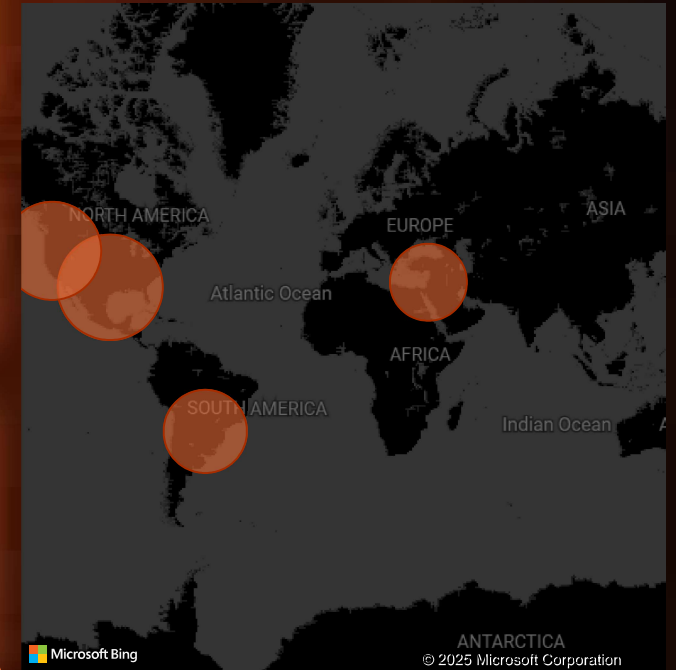 NORTH AMERICA
ASIA
EUROPE
Atlantic Ocean
AFRICA
SOUTH AMERICA
Indian Ocean
A
ANTARCTICA
Microsoft Bing
© 2025 Microsoft Corporation